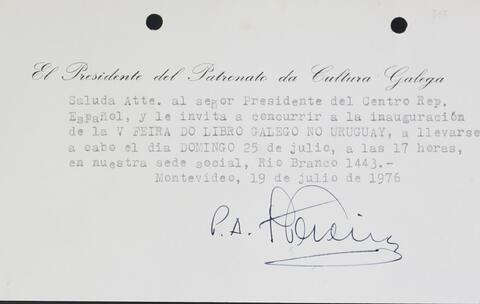 El Presidente del Patronato da Cultura Galega
Saluda Atte. al señor Presidente del Centro Rep.
Español, y le invita a concurrir a la inauguración
de la V FEIRA DO LIBRO GALEGO NO URUGUAY, a llevarse
a cabo el dia DOMINGO 25 de julio, a las 17 horas,
en nuestra sede social, Rio Branco 1443.-
Montevideo, 19 de julio de 1976
P.A.